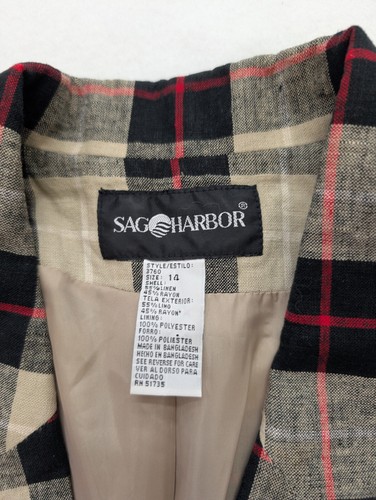 SAG HARBOR®
STYLE/ESTILO:
3760
SIZE: 14
SHELL:
55% LINEN
45% RAYON
TELA EXTERIOR:
55% LINO
45% RAYON
LINING:
100% POLYESTER
FORRO:
100% POLIESTER
MADE IN BANGLADESH
HECHO EN BANGLADESH
SEE REVERSE FOR CARE
VER AL DORSO PARA
CUIDADO
RN 51735